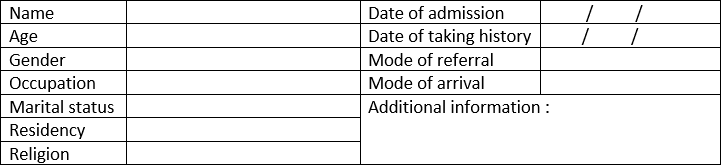 Name Date of admission / / /
Age Date of taking history / / /
Gender Mode of referral
Occupation Mode of arrival
Marital status Additional information :
Residency
Religion